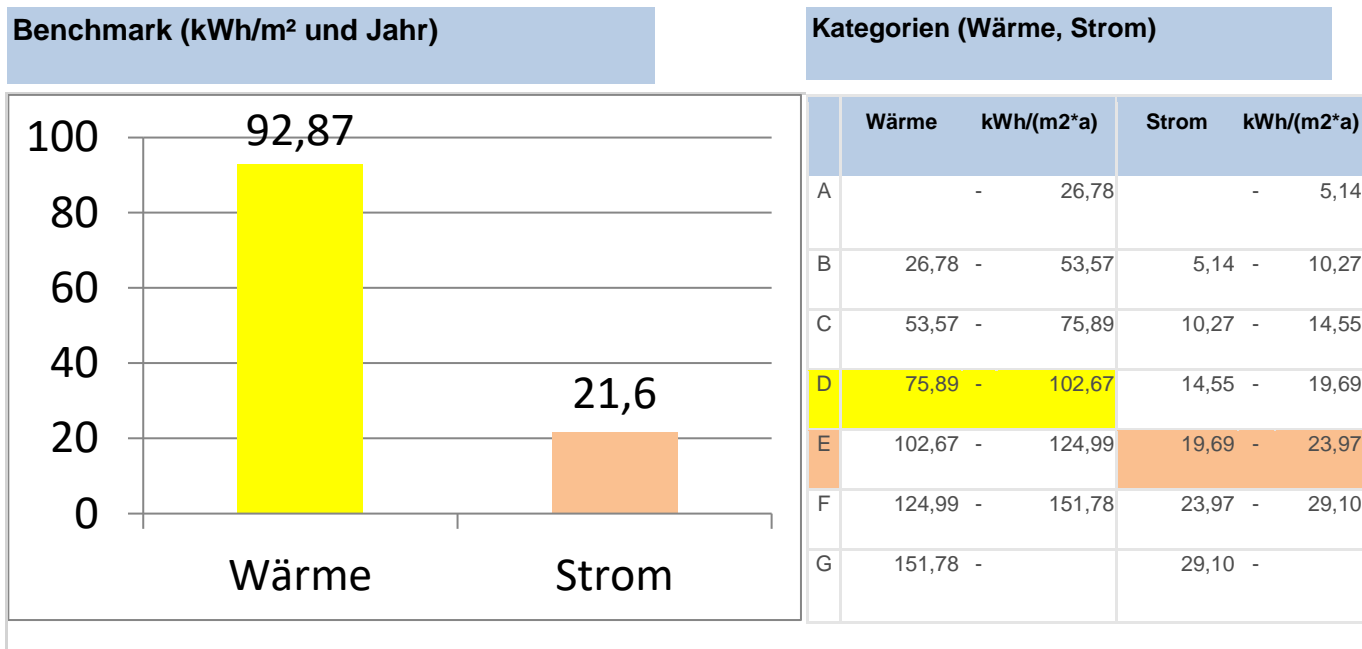 Benchmark (kWh/m² und Jahr)
100
80
60
40
20
0
92,87
21,6
Wärme
Strom
Kategorien (Wärme, Strom)
Wärme kWh/(m2*a) Strom kWh/(m2*a)
A - 26,78 - 5,14
B 26,78 - 53,57 5,14 - 10,27
C 53,57 - 75,89 10,27 - 14,55
D 75,89 - 102,67 14,55 - 19,69
E 102,67 - 124,99 19,69 - 23,97
F 124,99 - 151,78 23,97 - 29,10
G 151,78 - 29,10 -